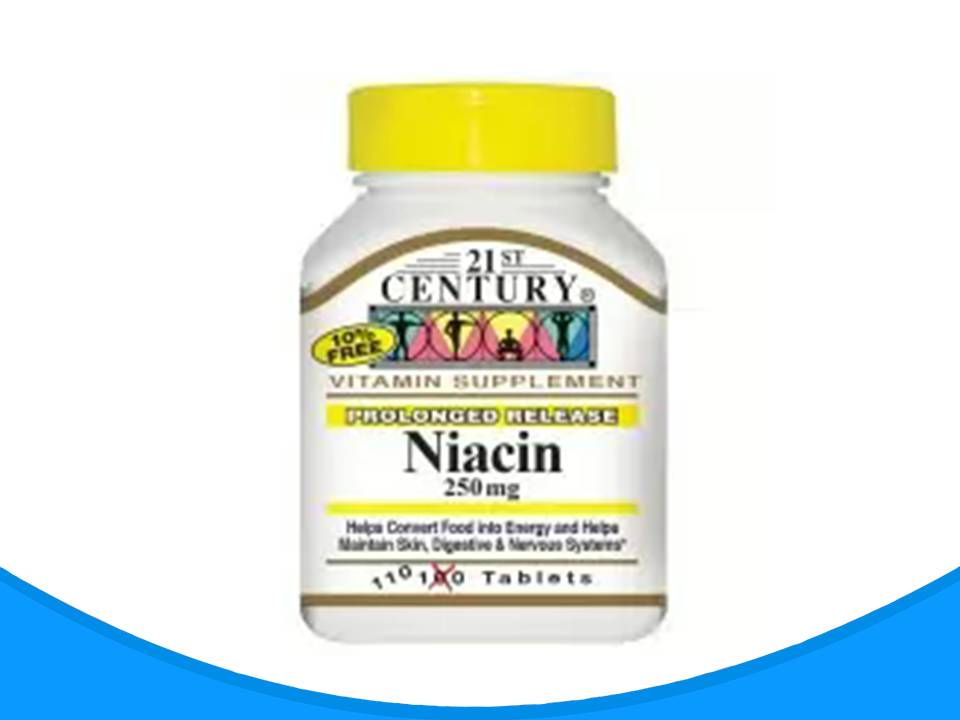 21ST
CENTURY®
10%
FREE
VITAMIN SUPPLEMENT
PROLONGED RELEASE
Niacin
250 mg
Helps Convert Food into Energy and Helps
Maintain Skin, Digestive & Nervous Systems*
110 100 Tablets